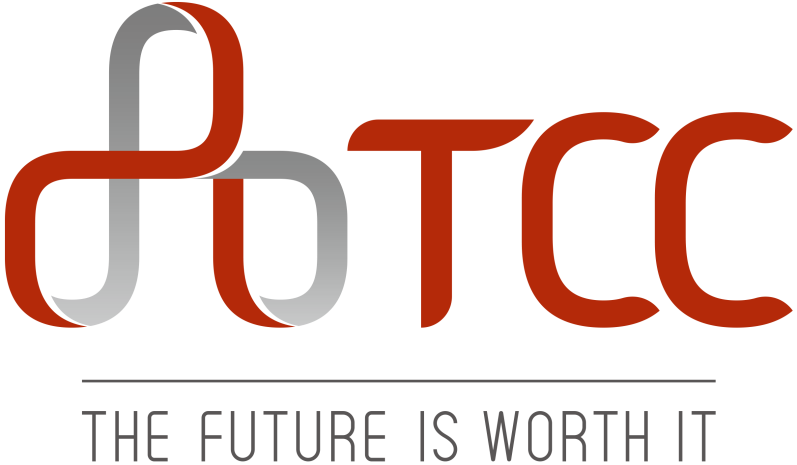 TCC
THE FUTURE IS WORTH IT